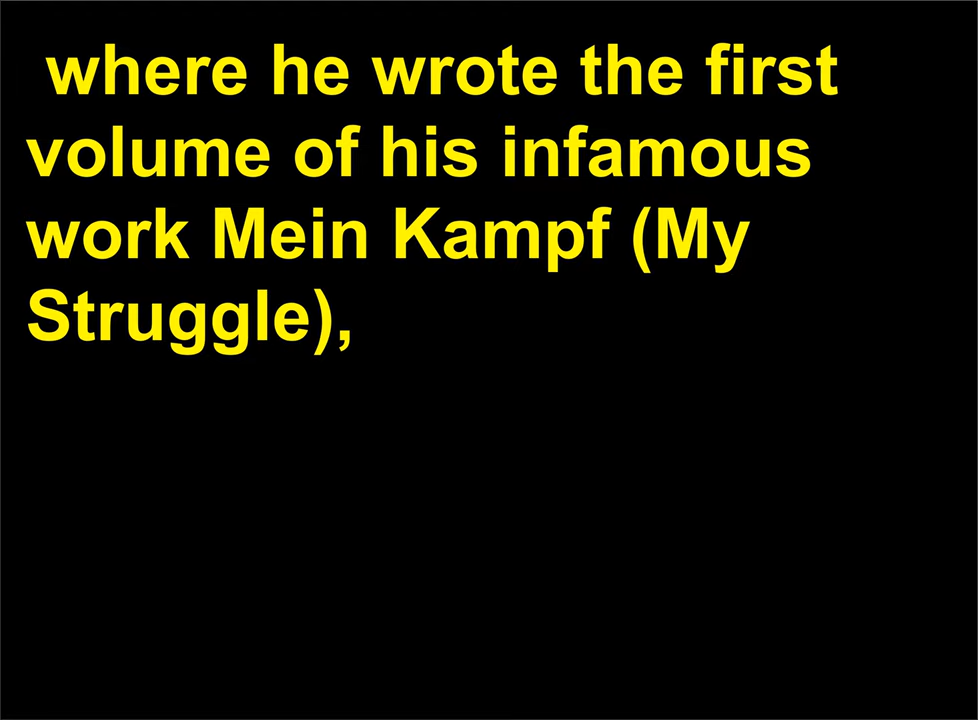 where he wrote the first
volume of his infamous
work Mein Kampf (My
Struggle),